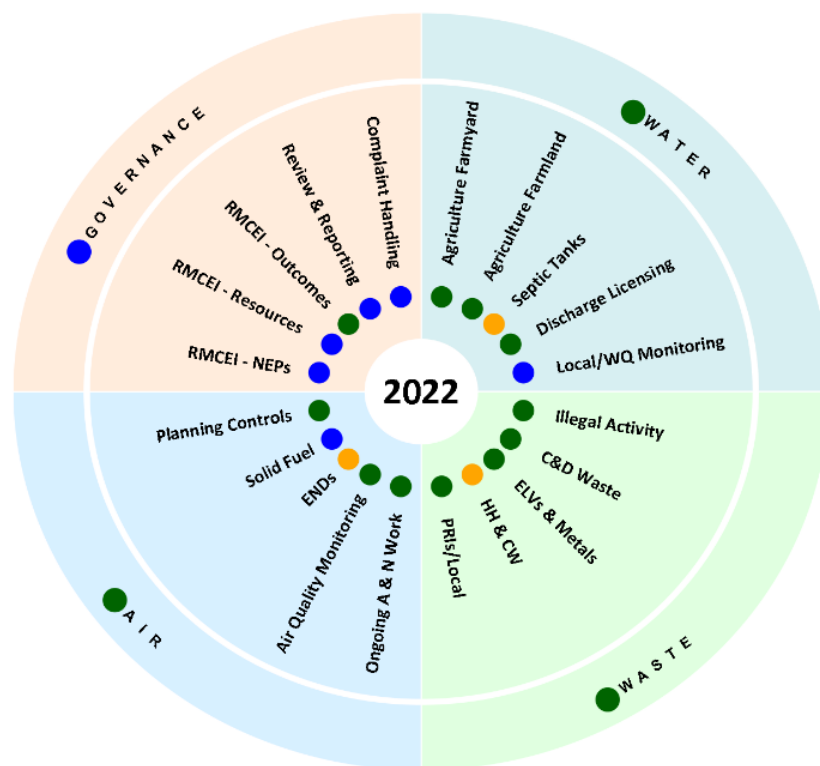 GOVERNANCE
WATER
Complaint Handling
Review & Reporting
RMCEI - Outcomes
RMCEI - Resources
RMCEI - NEPs
Agriculture Farmyard
Agriculture Farmland
Septic Tanks
Discharge Licensing
Local/WQ Monitoring
2022
Planning Controls
Solid Fuel
ENDs
Air Quality Monitoring
Ongoing A & N Work
Illegal Activity
C&D Waste
ELVs & Metals
HH & CW
PRIs/Local
AIR
WASTE